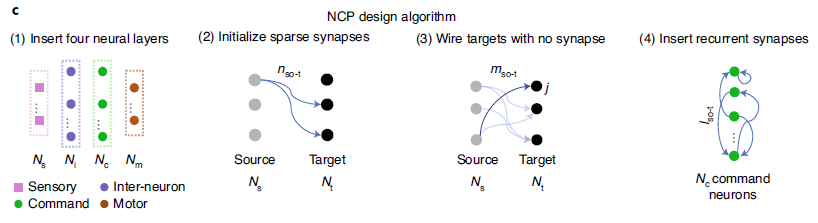 c
NCP design algorithm
(1) Insert four neural layers
(2) Initialize sparse synapses
(3) Wire targets with no synapse
(4) Insert recurrent synapses
Ns Ni Nc Nm
Sensory Inter-neuron
Command Motor
nso-t
Source Target
Ns Nt
mso-t
j
Source Target
Ns Nt
lso-t
Nc command
neurons